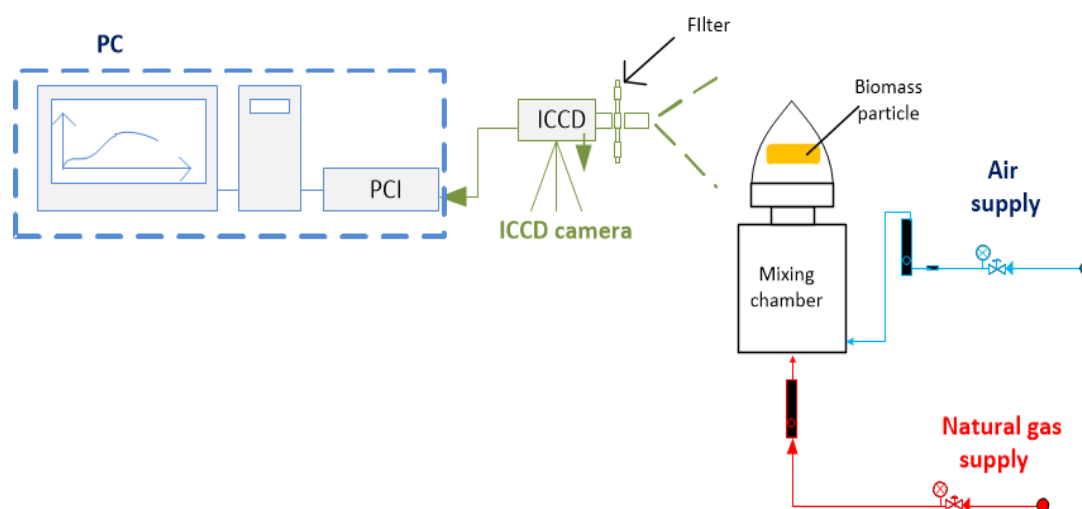 PC
FIlter
ICCD
PCI
ICCD camera
Biomass
particle
Mixing
chamber
Air
supply
Natural gas
supply